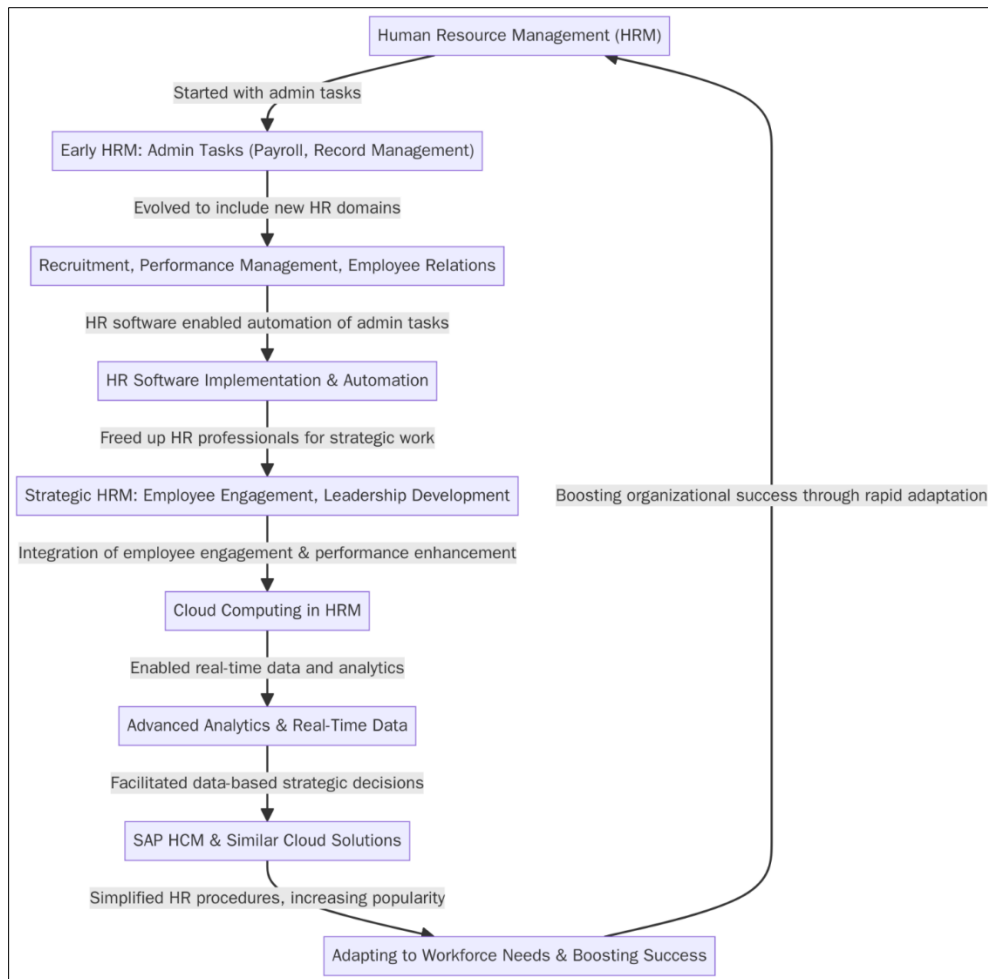 Human Resource Management (HRM)
Started with admin tasks
Early HRM: Admin Tasks (Payroll, Record Management)
Evolved to include new HR domains
Recruitment, Performance Management, Employee Relations
HR software enabled automation of admin tasks
HR Software Implementation & Automation
Freed up HR professionals for strategic work
Strategic HRM: Employee Engagement, Leadership Development
Boosting organizational success through rapid adaptation
Integration of employee engagement & performance enhancement
Cloud Computing in HRM
Enabled real-time data and analytics
Advanced Analytics & Real-Time Data
Facilitated data-based strategic decisions
SAP HCM & Similar Cloud Solutions
Simplified HR procedures, increasing popularity
Adapting to Workforce Needs & Boosting Success